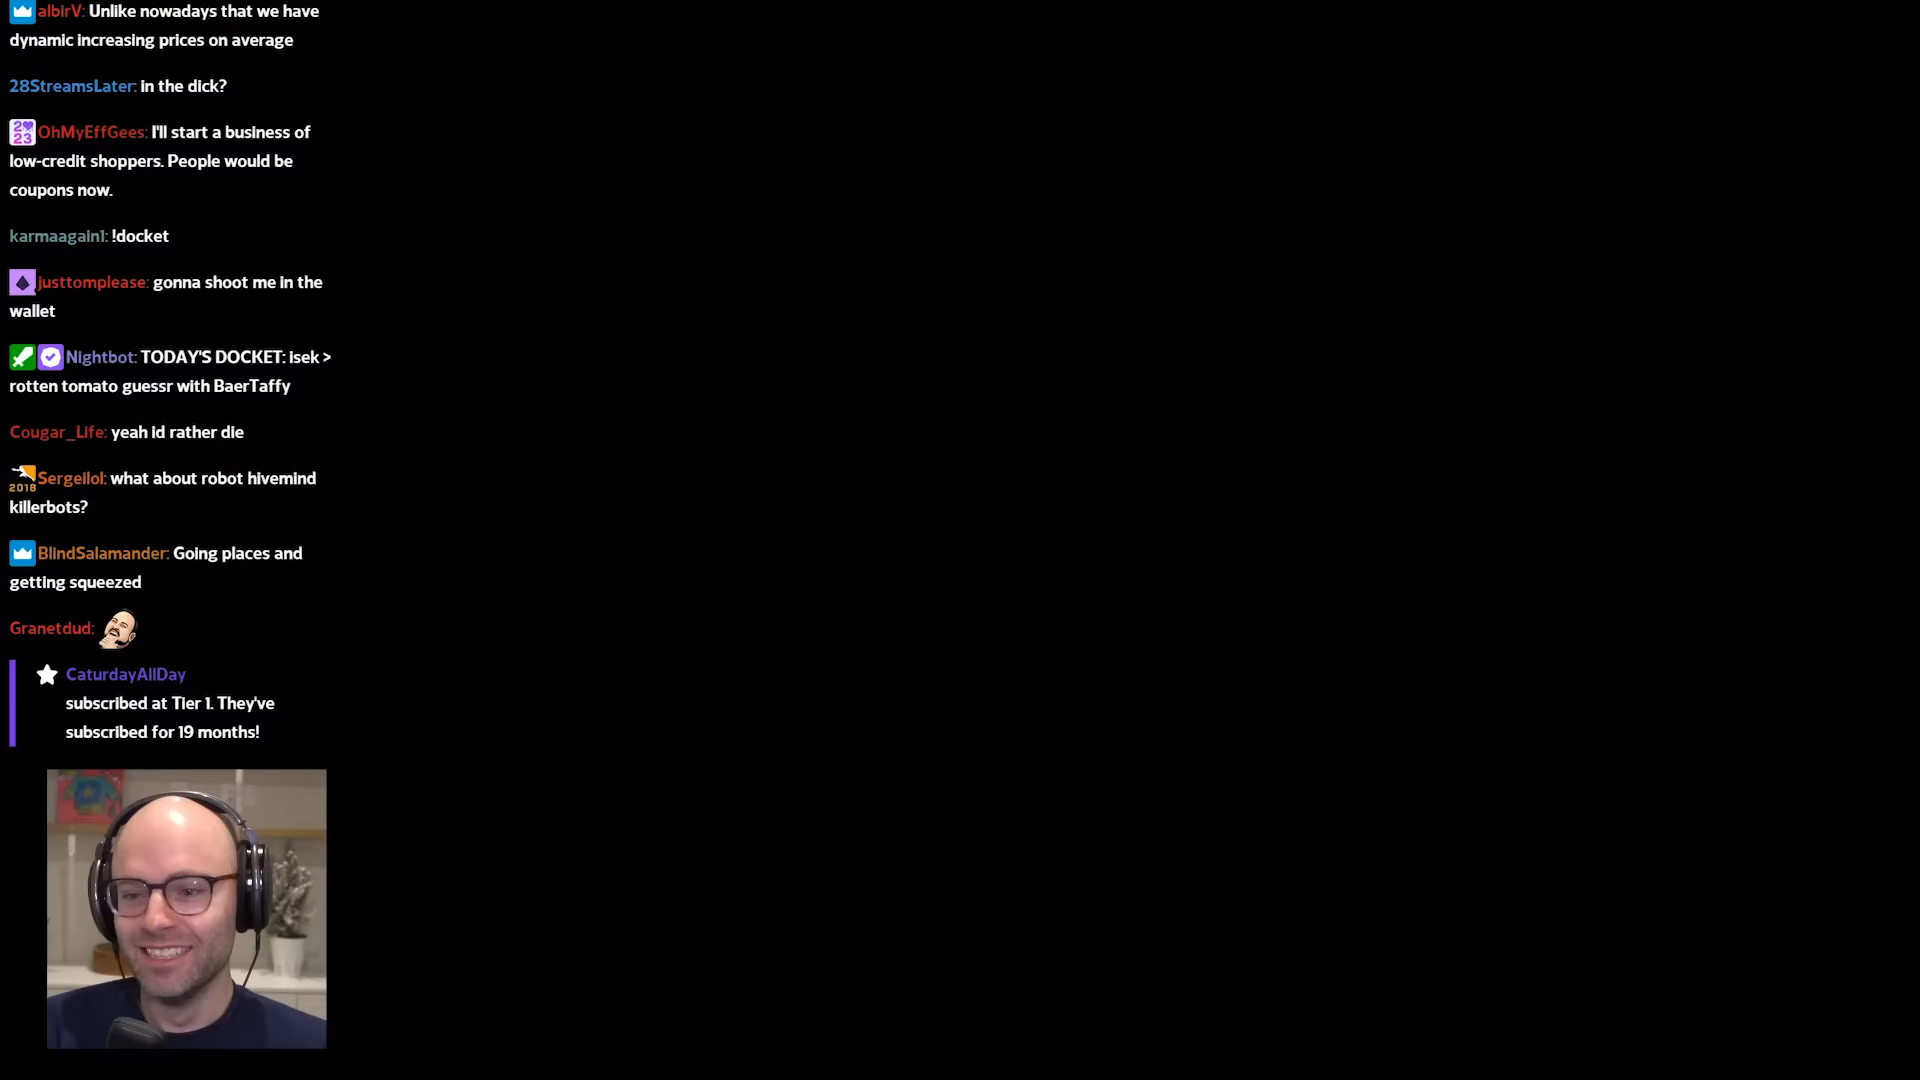 albirV: Unlike nowadays that we have
dynamic increasing prices on average
28StreamsLater: in the dick?
2023 OhMyEffGees: I'll start a business of
low-credit shoppers. People would be
coupons now.
karmaagain1: !docket
justtomplease: gonna shoot me in the
wallet
Nightbot: TODAY'S DOCKET: isek >
rotten tomato guessr with BaerTaffy
Cougar_Life: yeah id rather die
2018 Sergeilol: what about robot hivemind
killerbots?
BlindSalamander: Going places and
getting squeezed
Granetdud:
CaturdayAllDay
subscribed at Tier 1. They've
subscribed for 19 months!